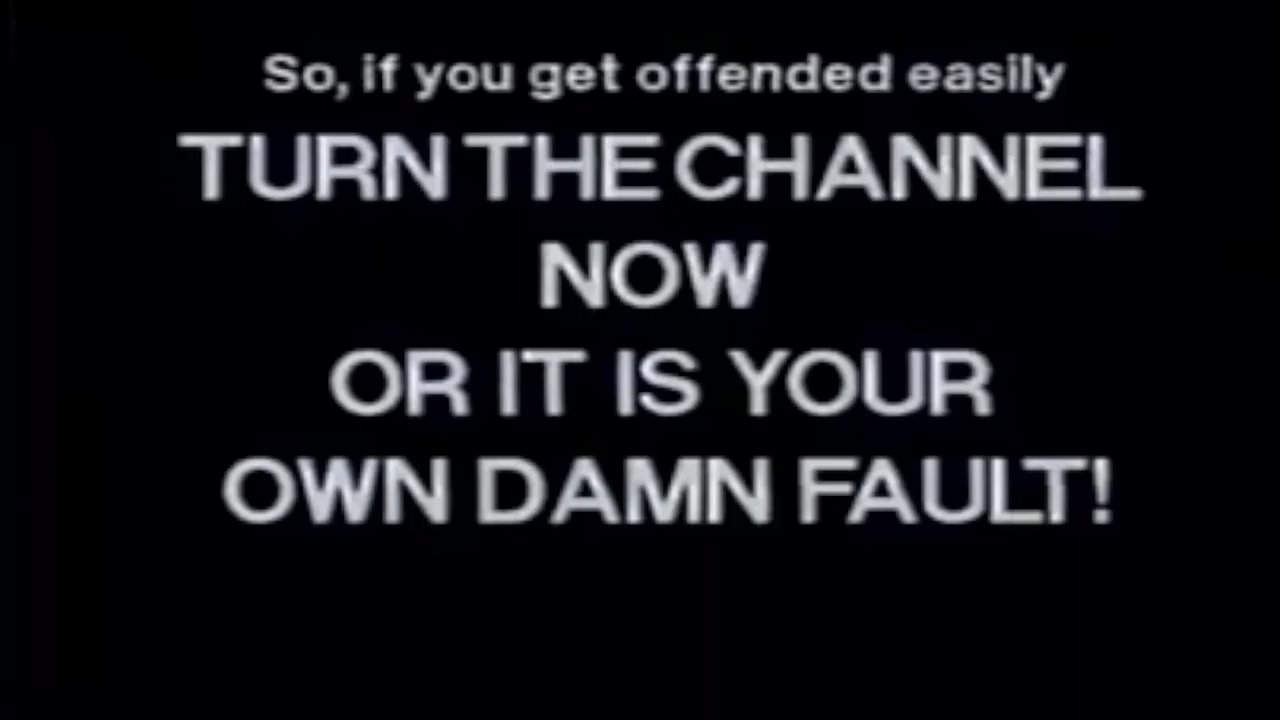 So, if you get offended easily
TURN THE CHANNEL
NOW
OR IT IS YOUR
OWN DAMN FAULT!